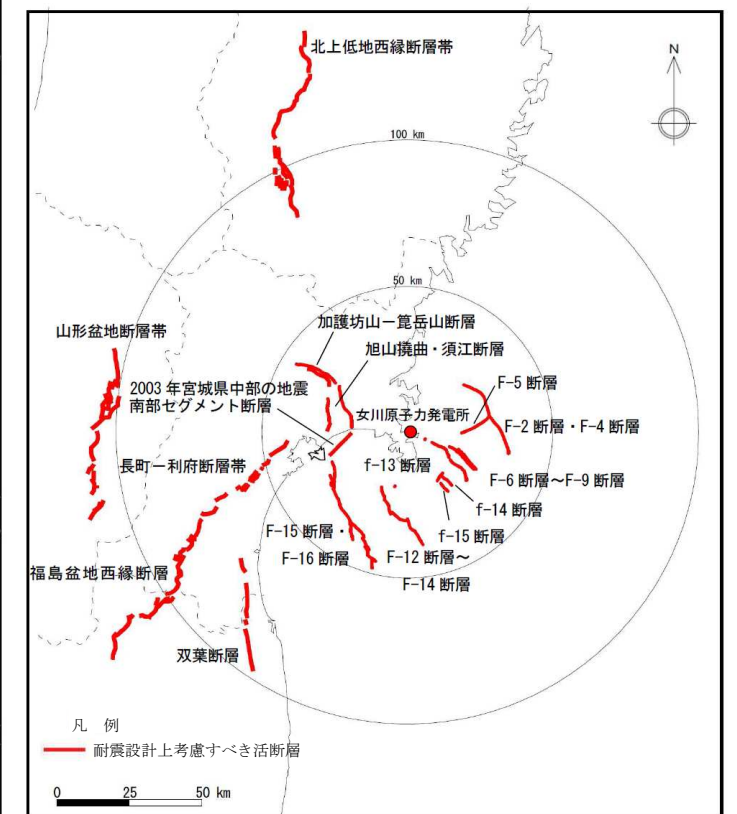 北上低地西縁断層帯
N
100 km
50 km
加護坊山－箟岳山断層
旭山撓曲・須江断層
山形盆地断層帯
2003 年宮城県中部の地震
南部セグメント断層
女川原子力発電所
F-5 断層
F-2 断層・F-4 断層
長町－利府断層帯
f-13 断層
F-6 断層～F-9 断層
f-14 断層
f-15 断層
F-15 断層・
F-16 断層
F-12 断層～
F-14 断層
福島盆地西縁断層
双葉断層
凡 例
耐震設計上考慮すべき活断層
0 25 50 km